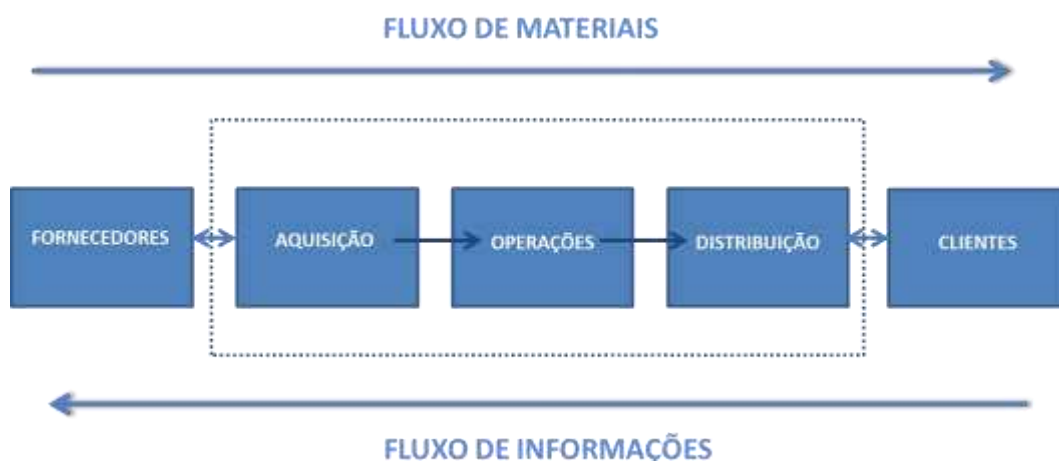 FLUXO DE MATERIAIS
FORNECEDORES
AQUISIÇÃO
OPERAÇÕES
DISTRIBUIÇÃO
CLIENTES
FLUXO DE INFORMAÇÕES